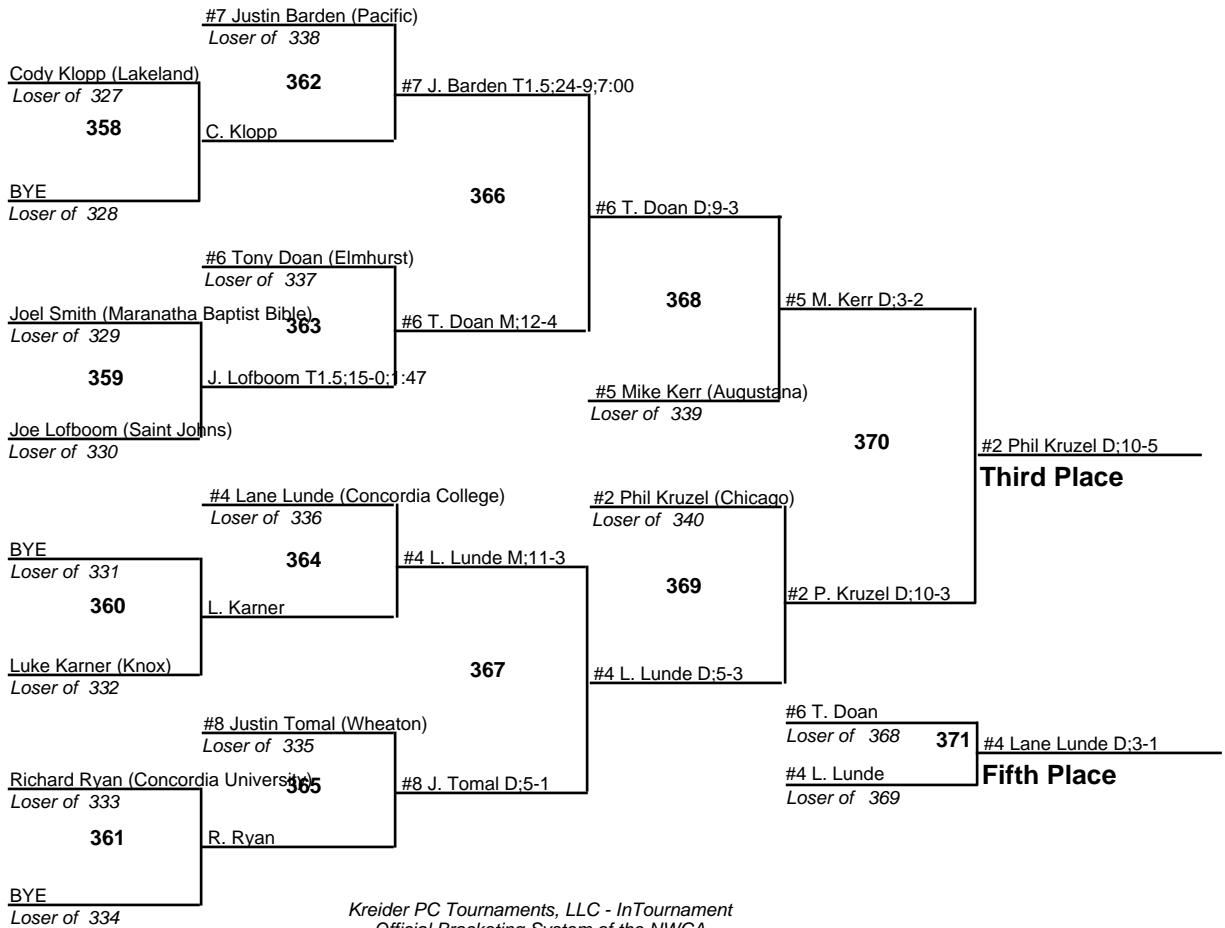 #7 Justin Barden (Pacific)
Loser of 338
Cody Klopp (Lakeland)
Loser of 327
362
#7 J. Barden T1.5;24-9;7:00
358
C. Klopp
BYE
Loser of 328
366
#6 T. Doan D;9-3
#6 Tony Doan (Elmhurst)
Loser of 337
Joel Smith (Maranatha Baptist Bible)
Loser of 329
363
#6 T. Doan M;12-4
368
#5 M. Kerr D;3-2
359
J. Lofboom T1.5;15-0;1:47
#5 Mike Kerr (Augustana)
Loser of 339
Joe Lofboom (Saint Johns)
Loser of 330
370
#2 Phil Kruzel D;10-5
Third Place
#4 Lane Lunde (Concordia College)
Loser of 336
#2 Phil Kruzel (Chicago)
Loser of 340
BYE
Loser of 331
364
#4 L. Lunde M;11-3
369
#2 P. Kruzel D;10-3
360
L. Karner
Luke Karner (Knox)
Loser of 332
367
#4 L. Lunde D;5-3
#8 Justin Tomal (Wheaton)
Loser of 335
#6 T. Doan
Loser of 368
371
#4 Lane Lunde D;3-1
Fifth Place
#4 L. Lunde
Loser of 369
Richard Ryan (Concordia University)
Loser of 333
365
#8 J. Tomal D;5-1
361
R. Ryan
BYE
Loser of 334
Kreider PC Tournaments, LLC - InTournament
Official Bracketing System of the NWCA